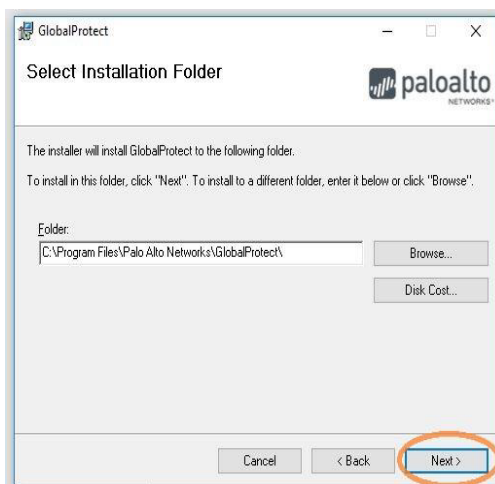 GlobalProtect
Select Installation Folder
paloalto
NETWORKS
The installer will install GlobalProtect to the following folder.
To install in this folder, click "Next". To install to a different folder, enter it below or click "Browse".
Folder:
C:\Program Files\Palo Alto Networks\GlobalProtect\
Browse...
Disk Cost...
Cancel
< Back
Next >